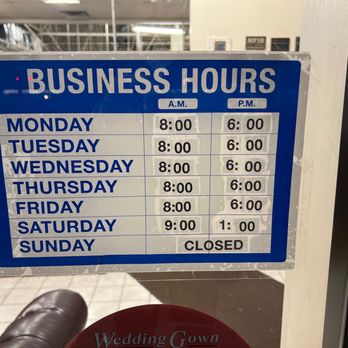 BUSINESS HOURS
A.M. P.M.
MONDAY 8:00 6:00
TUESDAY 8:00 6:00
WEDNESDAY 8:00 6:00
THURSDAY 8:00 6:00
FRIDAY 8:00 6:00
SATURDAY 9:00 1:00
SUNDAY CLOSED
Wedding Gown